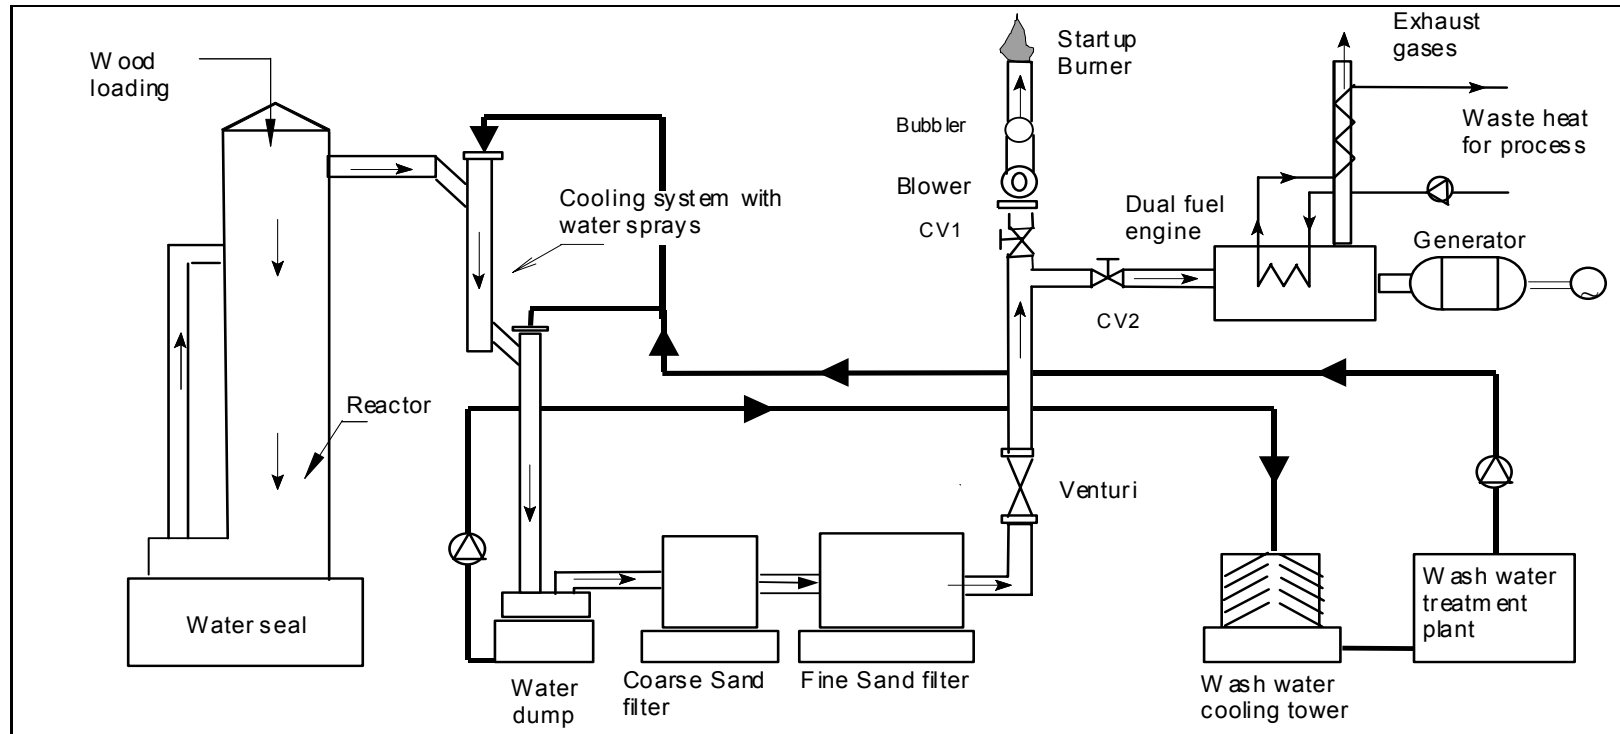 Wood
loading
Startup
Burner
Exhaust
gases
Bubbler
Waste heat
for process
Blower
Cooling system with
water sprays
CV1
Dual fuel
engine
Generator
CV2
Reactor
Venturi
Water seal
Wash water
treatment
plant
Water
dump
Coarse Sand
filter
Fine Sand filter
Wash water
cooling tower